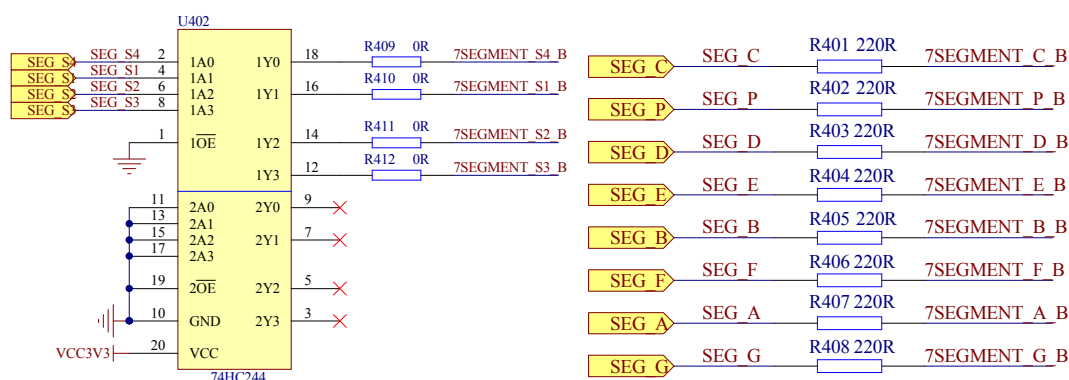 U402
SEG_S4 SEG_S4 2 1A0 1Y0 18 R409 0R 7SEGMENT_S4_B
SEG_S1 SEG_S1 4 1A1 1Y1 16 R410 0R 7SEGMENT_S1_B
SEG_S2 SEG_S2 6 1A2
SEG_S3 SEG_S3 8 1A3
1 1OE 1Y2 14 R411 0R 7SEGMENT_S2_B
1Y3 12 R412 0R 7SEGMENT_S3_B
11 2A0 2Y0 9
13 2A1
15 2A2 2Y1 7
17 2A3
19 2OE 2Y2 5
10 GND 2Y3 3
VCC3V3 20 VCC
74HC244
SEG_C SEG_C R401 220R 7SEGMENT_C_B
SEG_P SEG_P R402 220R 7SEGMENT_P_B
SEG_D SEG_D R403 220R 7SEGMENT_D_B
SEG_E SEG_E R404 220R 7SEGMENT_E_B
SEG_B SEG_B R405 220R 7SEGMENT_B_B
SEG_F SEG_F R406 220R 7SEGMENT_F_B
SEG_A SEG_A R407 220R 7SEGMENT_A_B
SEG_G SEG_G R408 220R 7SEGMENT_G_B